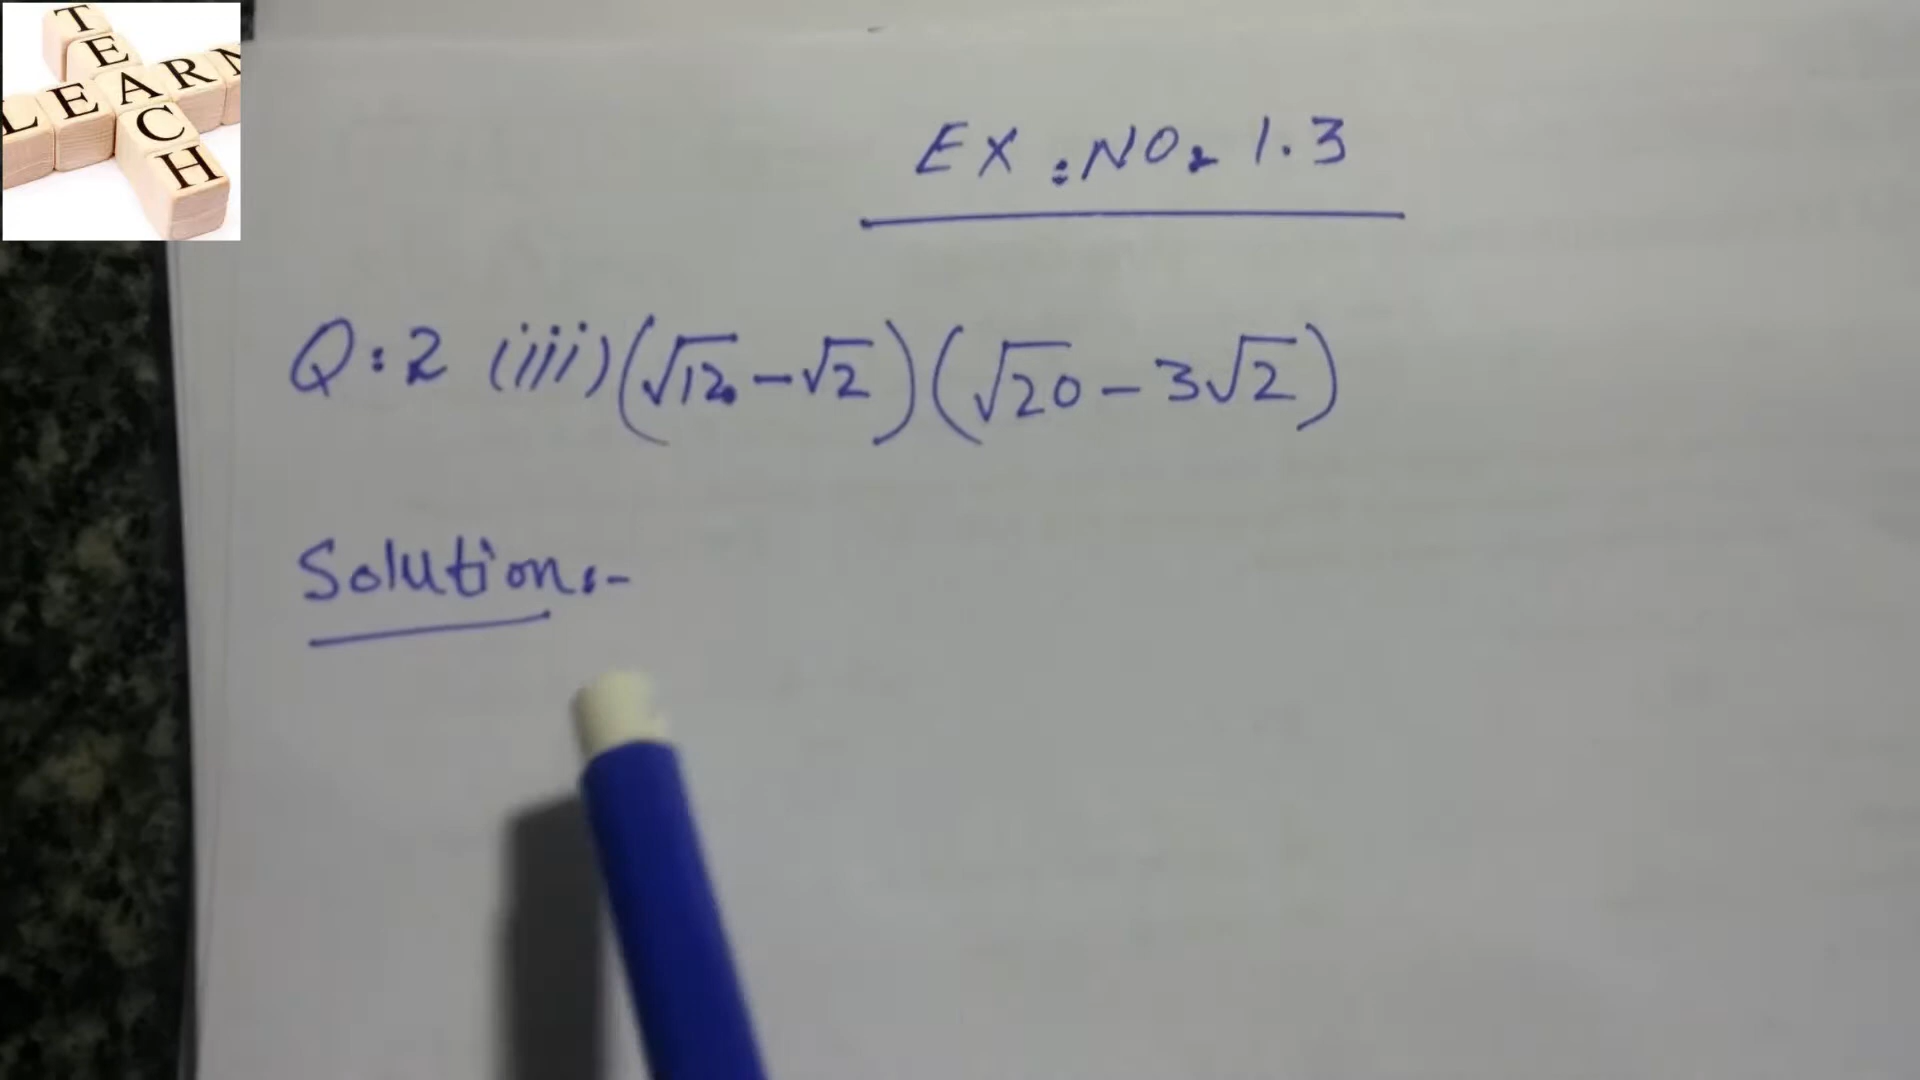 TEACH
LEARN
EX:NO. 1.3
Q:2 (iii) (√12 - √2) (√20 - 3√2)
Solution:-